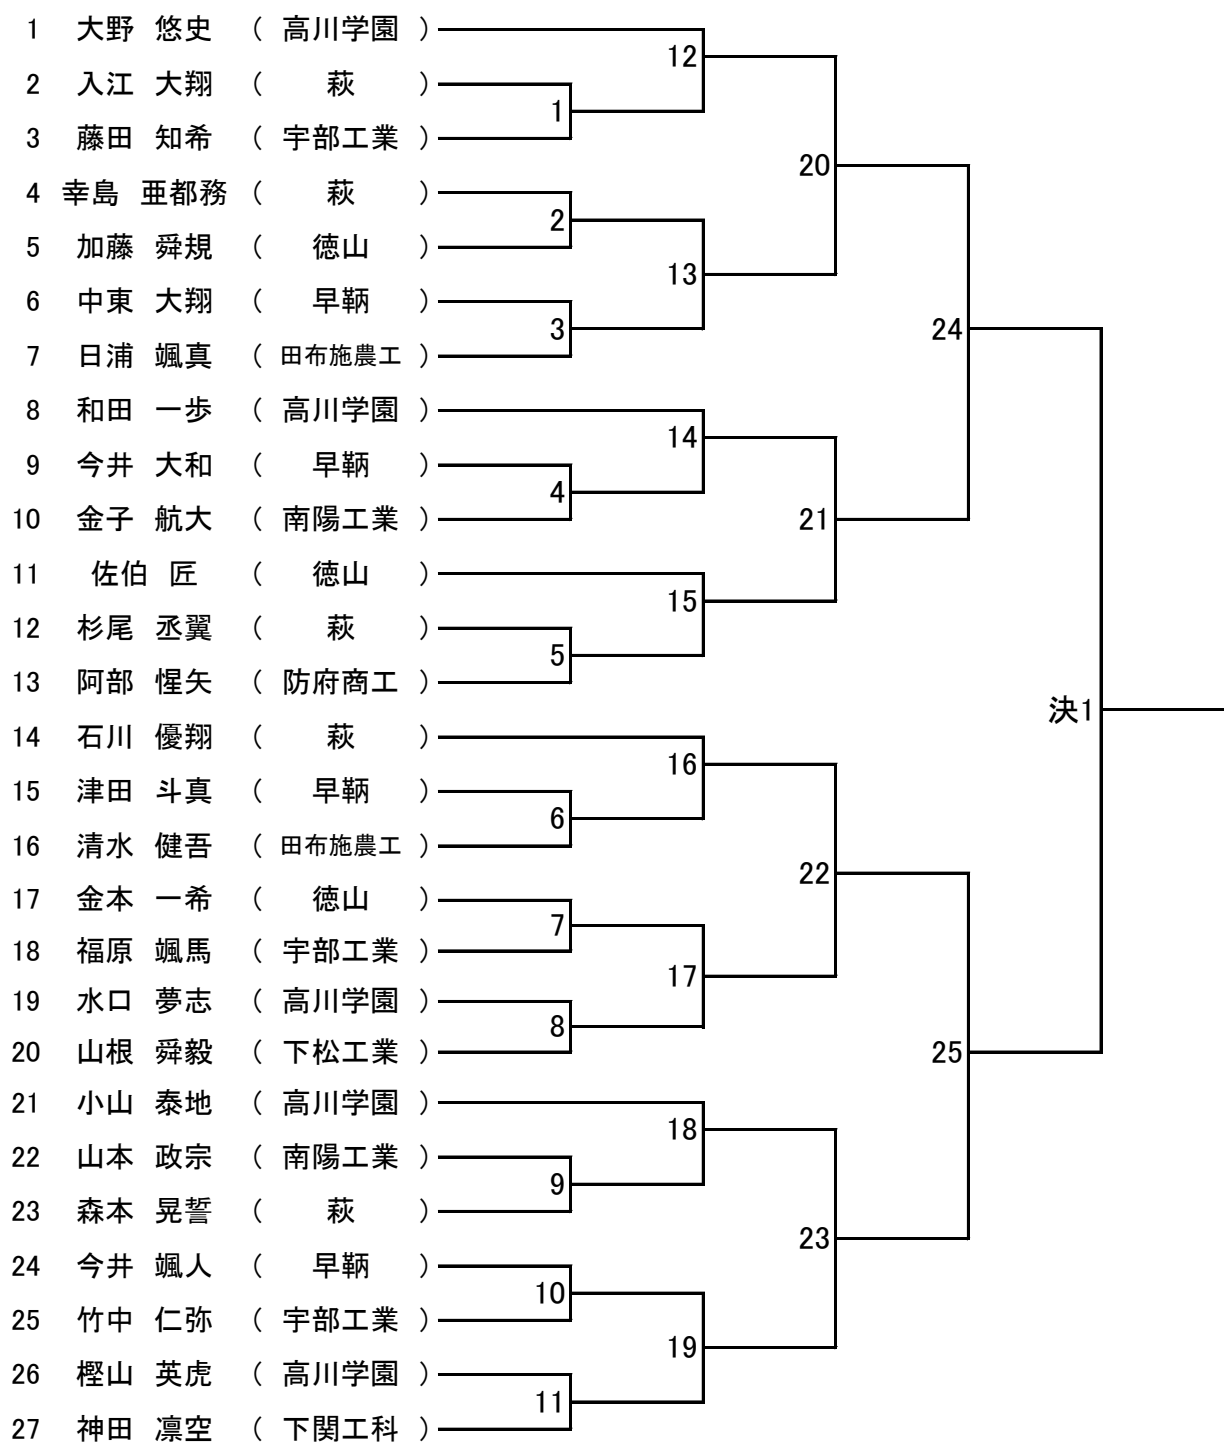 1 大野 悠史 ( 高川学園 )
12
2 入江 大翔 ( 萩 )
1
3 藤田 知希 ( 宇部工業 )
20
4 幸島 亜都務 ( 萩 )
2
5 加藤 舜規 ( 徳山 )
13
6 中東 大翔 ( 早鞆 )
3 24
7 日浦 颯真 ( 田布施農工 )
8 和田 一歩 ( 高川学園 )
14
9 今井 大和 ( 早鞆 )
4
10 金子 航大 ( 南陽工業 )
21
11 佐伯 匠 ( 徳山 )
15
12 杉尾 丞翼 ( 萩 )
5
13 阿部 惺矢 ( 防府商工 )
決1
14 石川 優翔 ( 萩 )
16
15 津田 斗真 ( 早鞆 )
6
16 清水 健吾 ( 田布施農工 )
22
17 金本 一希 ( 徳山 )
7
18 福原 颯馬 ( 宇部工業 )
17
19 水口 夢志 ( 高川学園 )
8
20 山根 舜毅 ( 下松工業 )
25
21 小山 泰地 ( 高川学園 )
18
22 山本 政宗 ( 南陽工業 )
9
23 森本 晃誓 ( 萩 )
23
24 今井 颯人 ( 早鞆 )
10
25 竹中 仁弥 ( 宇部工業 )
19
26 樫山 英虎 ( 高川学園 )
11
27 神田 凛空 ( 下関工科 )